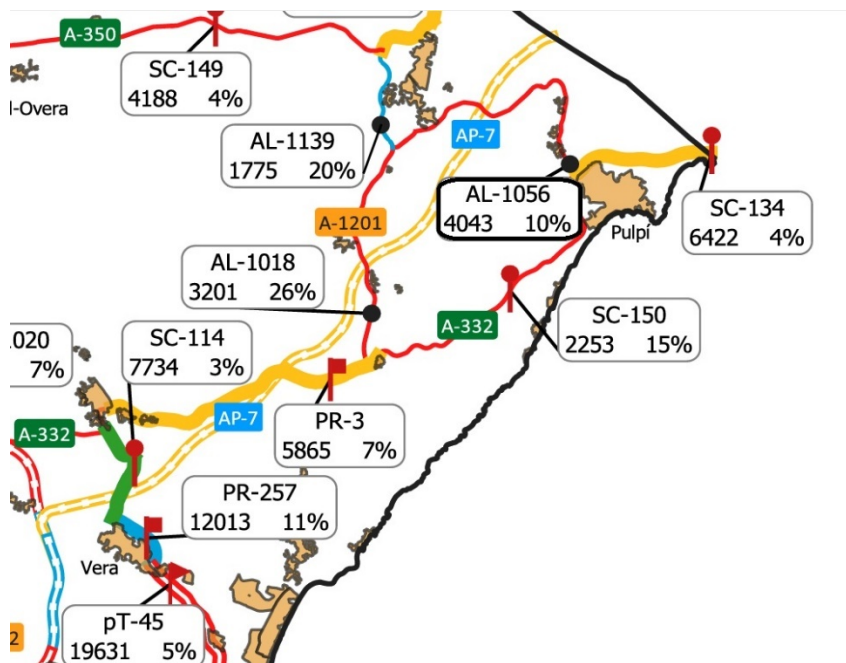 A-350
SC-149
4188 4%
l-Overa
AL-1139
1775 20%
AP-7
AL-1056
4043 10%
SC-134
6422 4%
A-1201
Pulpí
AL-1018
3201 26%
SC-150
2253 15%
A-332
1020
7%
SC-114
7734 3%
AP-7
PR-3
5865 7%
A-332
PR-257
12013 11%
Vera
pT-45
19631 5%
2